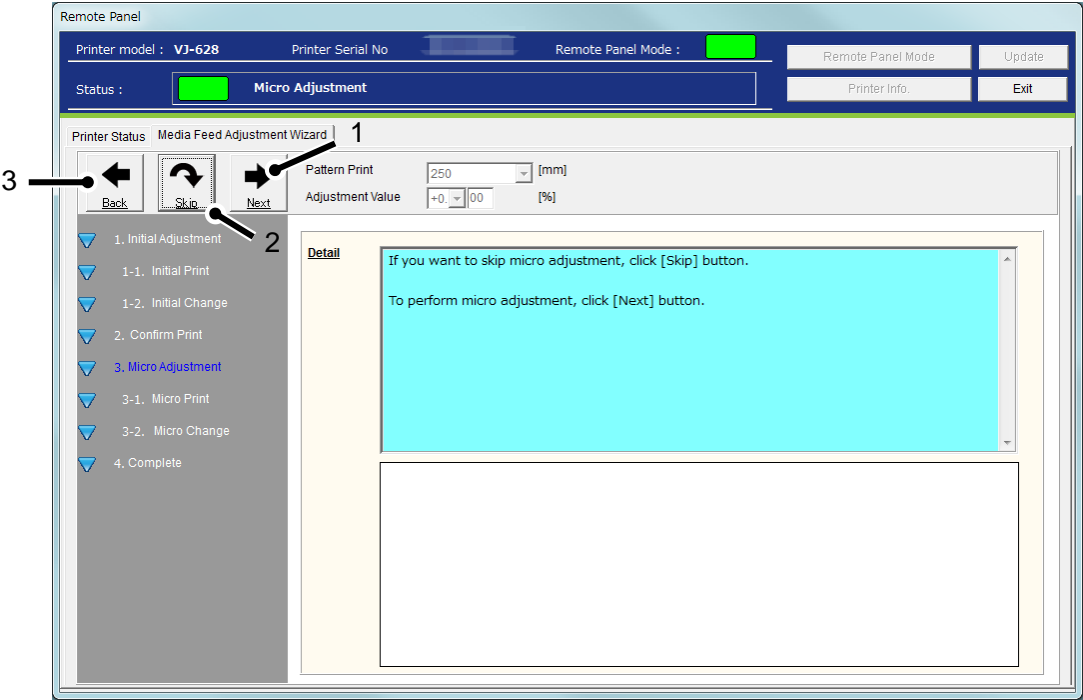 Remote Panel
Printer model : VJ-628 Printer Serial No Remote Panel Mode :
Remote Panel Mode Update
Status : Micro Adjustment
Printer Info. Exit
Printer Status Media Feed Adjustment Wizard 1
3 Back Skip Next
2
Pattern Print 250 [mm]
Adjustment Value +0. 00 [%]
1. Initial Adjustment
1-1. Initial Print
1-2. Initial Change
2. Confirm Print
3. Micro Adjustment
3-1. Micro Print
3-2. Micro Change
4. Complete
Detail
If you want to skip micro adjustment, click [Skip] button.
To perform micro adjustment, click [Next] button.